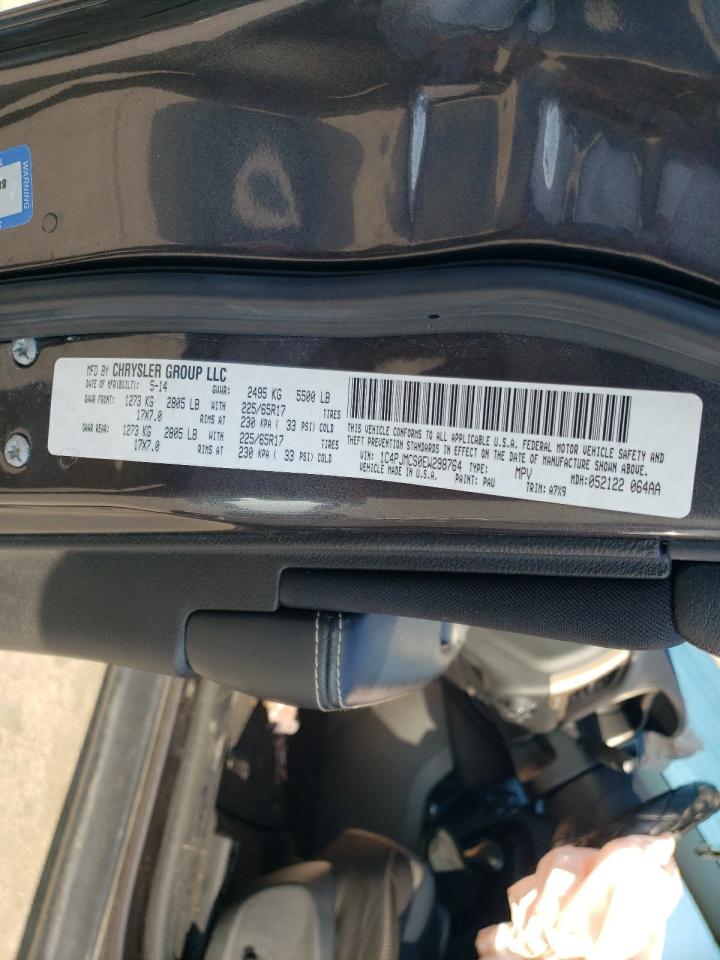 WARNING
MFD BY CHRYSLER GROUP LLC
DATE OF MFR(BUILT): 5-14 GVWR: 2495 KG 5500 LB
GAWR FRONT: 1273 KG 2805 LB WITH 225/65R17 TIRES
17X7.0 RIMS AT 230 KPA ( 33 PSI) COLD
GAWR REAR: 1273 KG 2805 LB WITH 225/65R17 TIRES
17X7.0 RIMS AT 230 KPA ( 33 PSI) COLD
THIS VEHICLE CONFORMS TO ALL APPLICABLE U.S.A. FEDERAL MOTOR VEHICLE SAFETY AND
THEFT PREVENTION STANDARDS IN EFFECT ON THE DATE OF MANUFACTURE SHOWN ABOVE.
VIN: 1C4PJMCS0EW298764 TYPE: MPV MDH:052122 064AA
VEHICLE MADE IN U.S.A. PAINT: PAU TRIM: A7X9